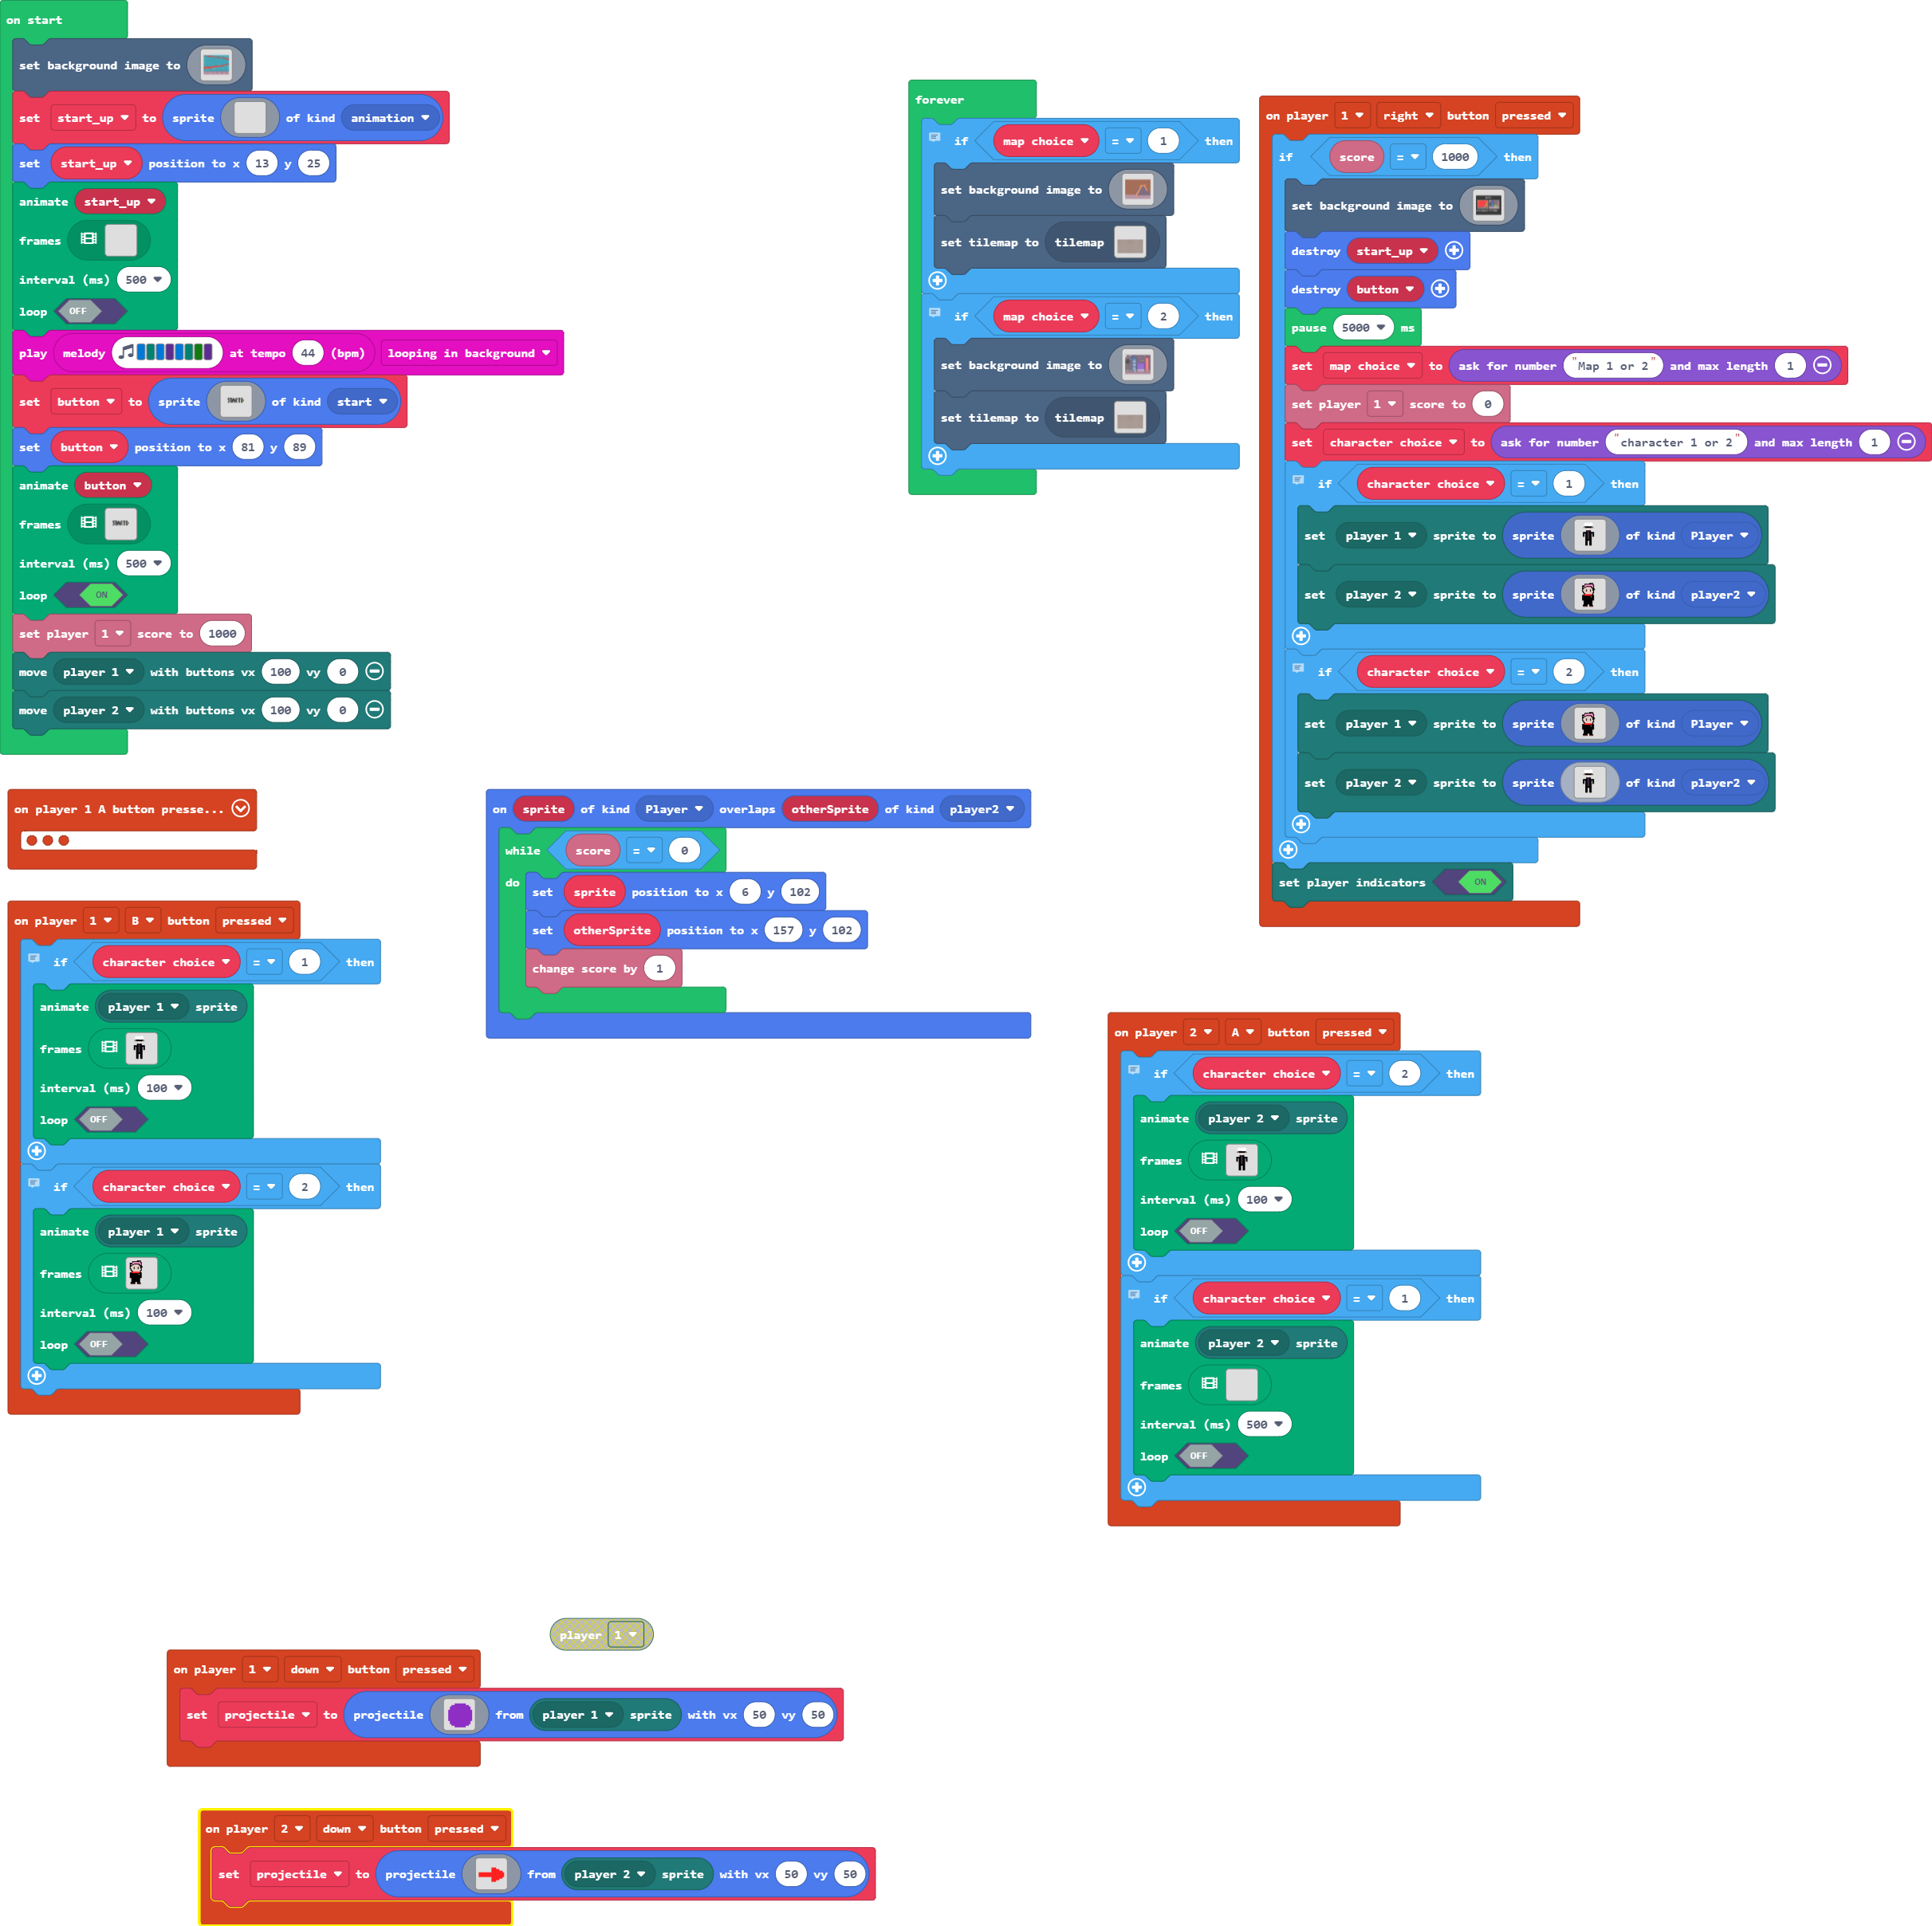 on start
set background image to
set start_up to sprite of kind animation
set start_up position to x 13 y 25
animate start_up
frames
interval (ms) 500
loop OFF
play melody at tempo 44 (bpm) looping in background
set button to sprite of kind start
set button position to x 81 y 89
animate button
frames
interval (ms) 500
loop ON
set player 1 score to 1000
move player 1 with buttons vx 100 vy 0
move player 2 with buttons vx 100 vy 0
forever
if map choice = 1 then
set background image to
set tilemap to tilemap
if map choice = 2 then
set background image to
set tilemap to tilemap
on player 1 right button pressed
if score = 1000 then
set background image to
destroy start_up
destroy button
pause 5000 ms
set map choice to ask for number "Map 1 or 2" and max length 1
set player 1 score to 0
set character choice to ask for number "character 1 or 2" and max length 1
if character choice = 1 then
set player 1 sprite to sprite of kind Player
set player 2 sprite to sprite of kind player2
if character choice = 2 then
set player 1 sprite to sprite of kind Player
set player 2 sprite to sprite of kind player2
set player indicators ON
on player 1 A button presse...
on player 1 B button pressed
if character choice = 1 then
animate player 1 sprite
frames
interval (ms) 100
loop OFF
if character choice = 2 then
animate player 1 sprite
frames
interval (ms) 100
loop OFF
on sprite of kind Player overlaps otherSprite of kind player2
while score = 0
do set sprite position to x 6 y 102
set otherSprite position to x 157 y 102
change score by 1
on player 2 A button pressed
if character choice = 2 then
animate player 2 sprite
frames
interval (ms) 100
loop OFF
if character choice = 1 then
animate player 2 sprite
frames
interval (ms) 500
loop OFF
player 1
on player 1 down button pressed
set projectile to projectile from player 1 sprite with vx 50 vy 50
on player 2 down button pressed
set projectile to projectile from player 2 sprite with vx 50 vy 50